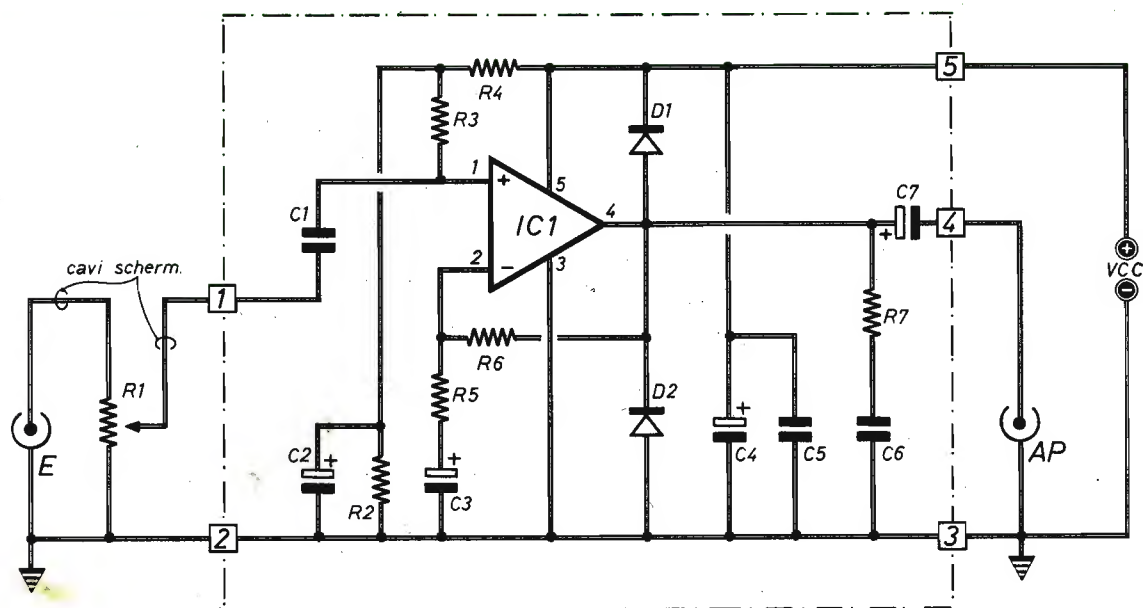 5
R4
R3
D1
1
+
5
C1
IC1
4
C7
+
4
cavi scherm.
2
-
3
+
VCC
-
1
R6
R7
R1
R5
D2
E
C2
+
R2
+
C3
+
C4
C5
C6
AP
2
3